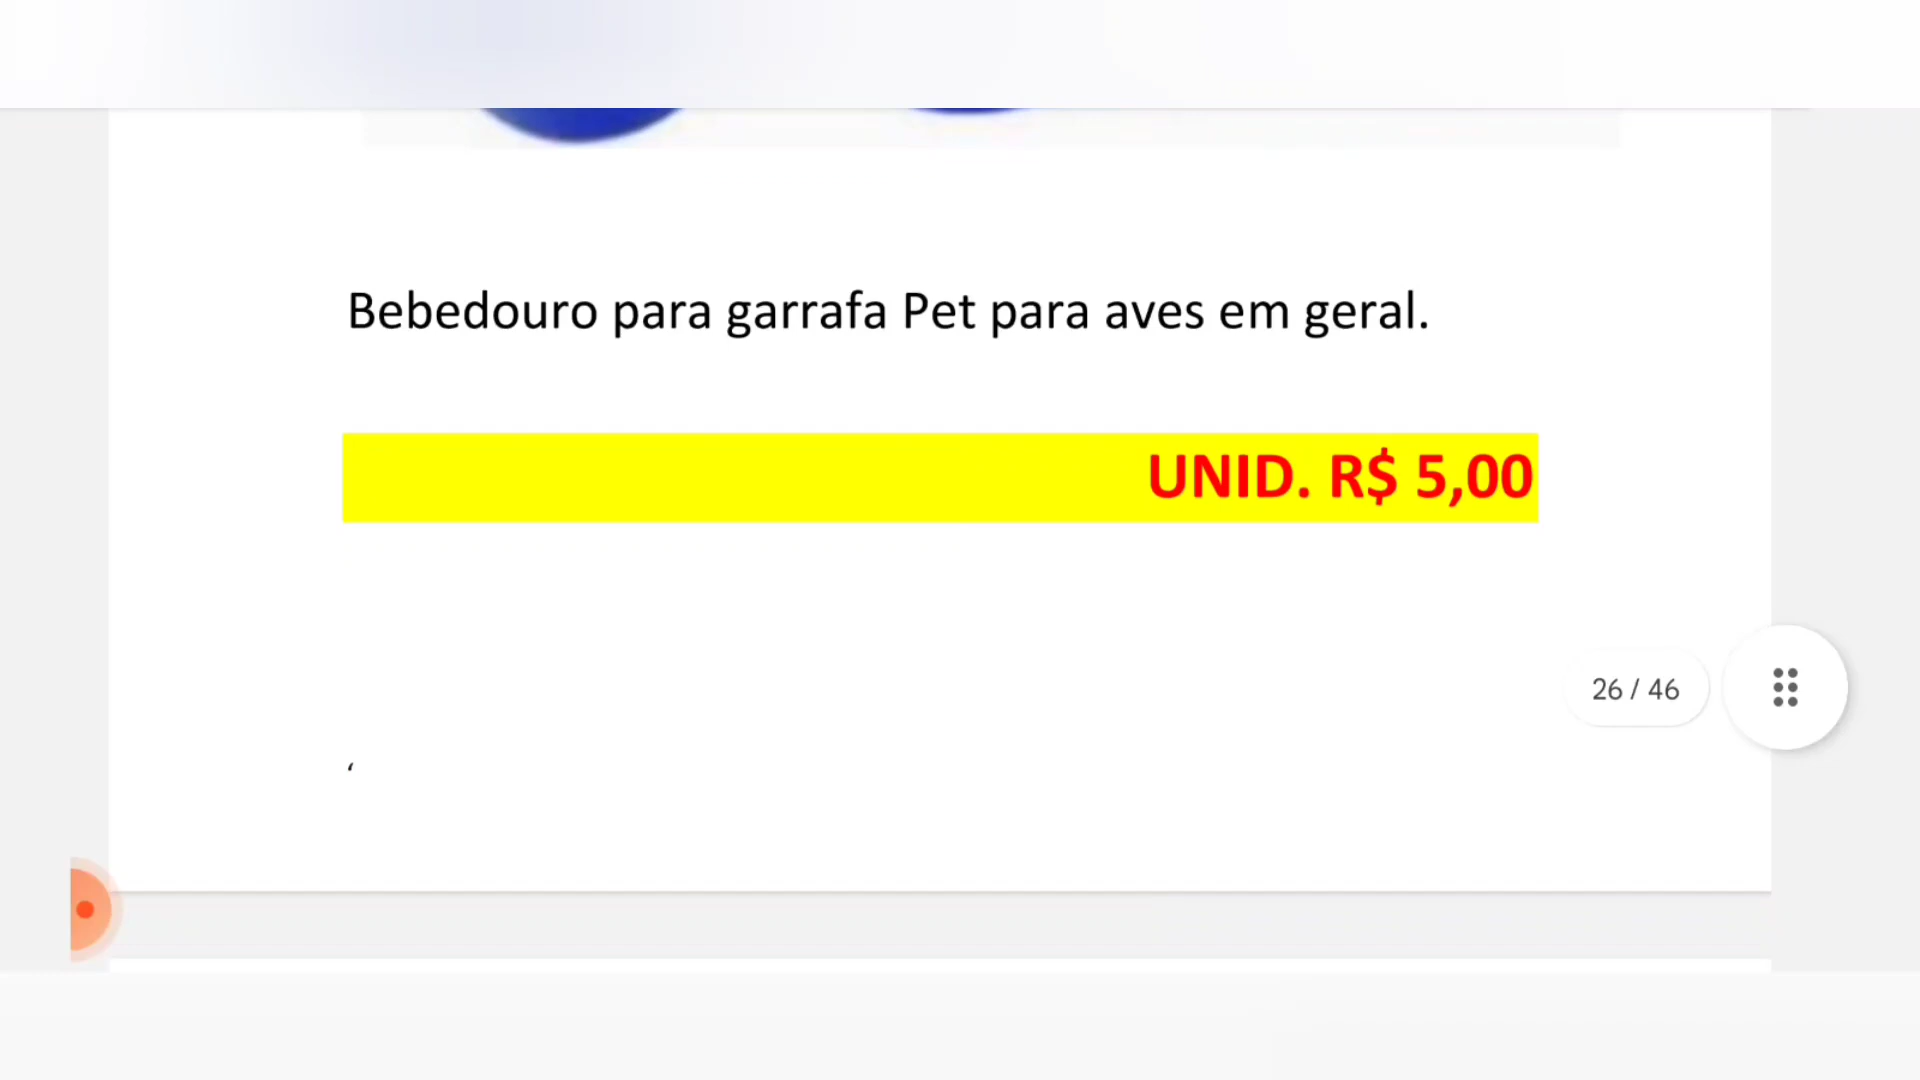 Bebedouro para garrafa Pet para aves em geral.
UNID. R$ 5,00
26 / 46
‘